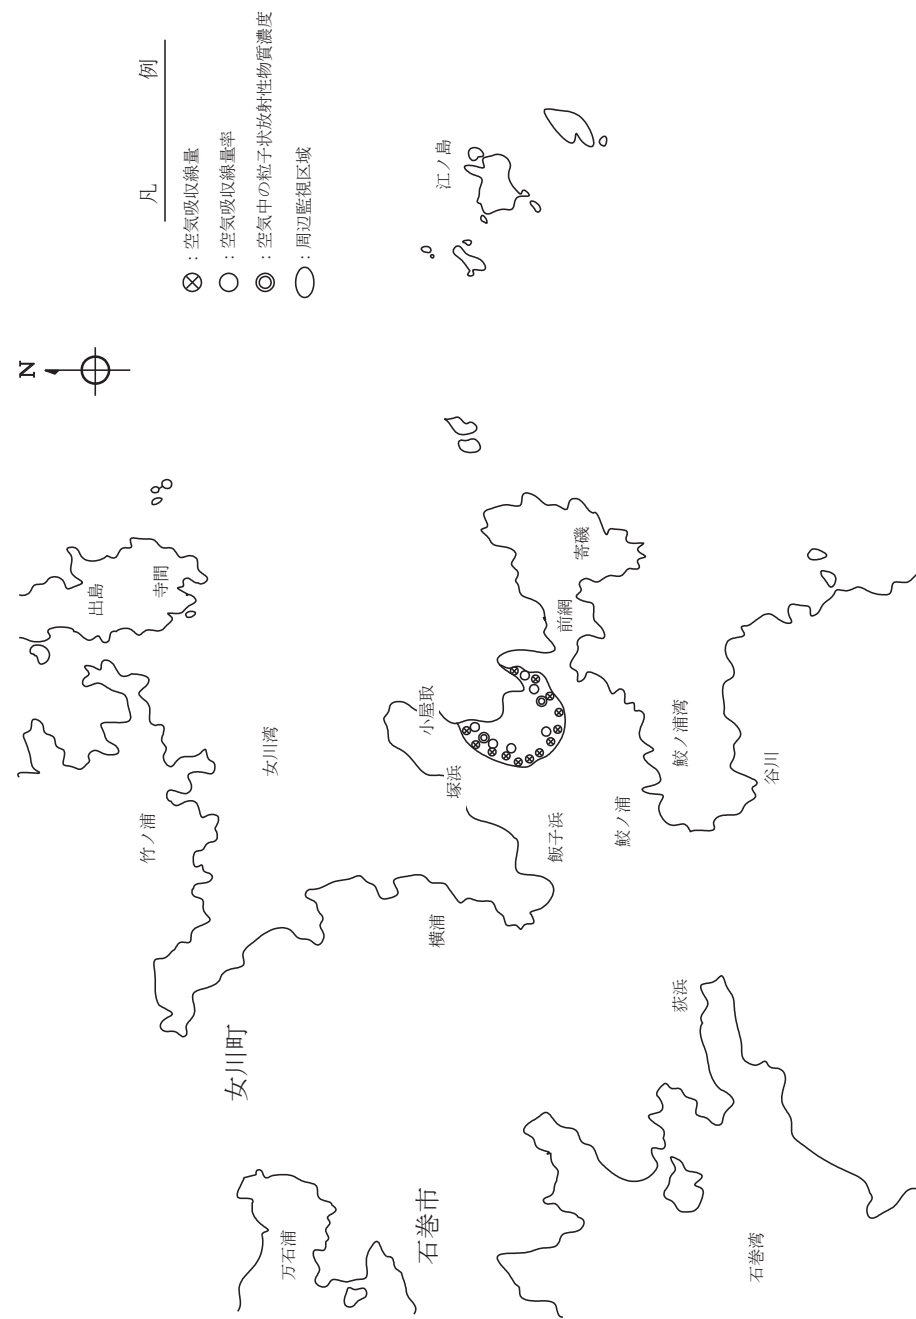 凡例
：空気吸収線量
：空気吸収線量率
：空気中の粒子状放射性物質濃度
：周辺監視区域
N
江ノ島
出島
寺間
寄磯
前網
小屋取
塚浜
女川湾
竹ノ浦
飯子浜
鮫ノ浦湾
鮫ノ浦
谷川
横浦
女川町
荻浜
万石浦
石巻市
石巻湾